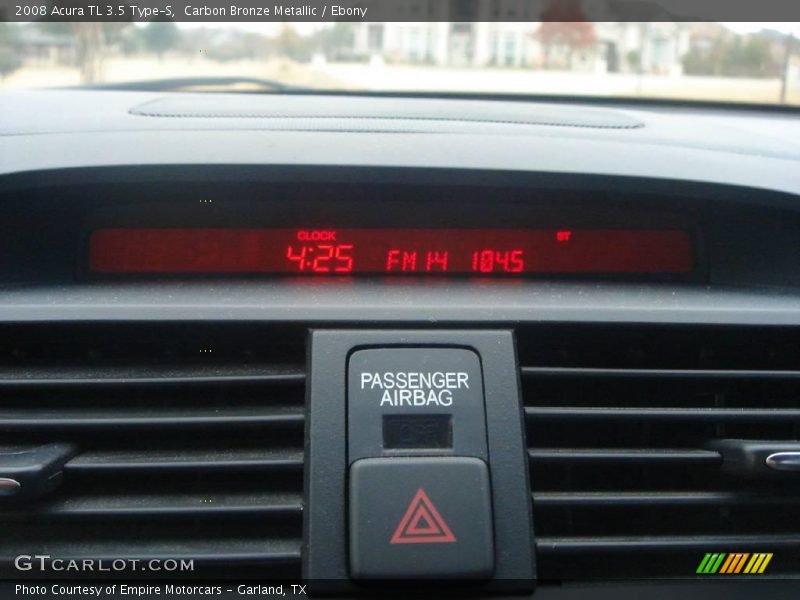 2008 Acura TL 3.5 Type-S, Carbon Bronze Metallic / Ebony
CLOCK ST
4:25 FM 14 1045
PASSENGER
AIRBAG
GTCARLOT.COM
Photo Courtesy of Empire Motorcars - Garland, TX